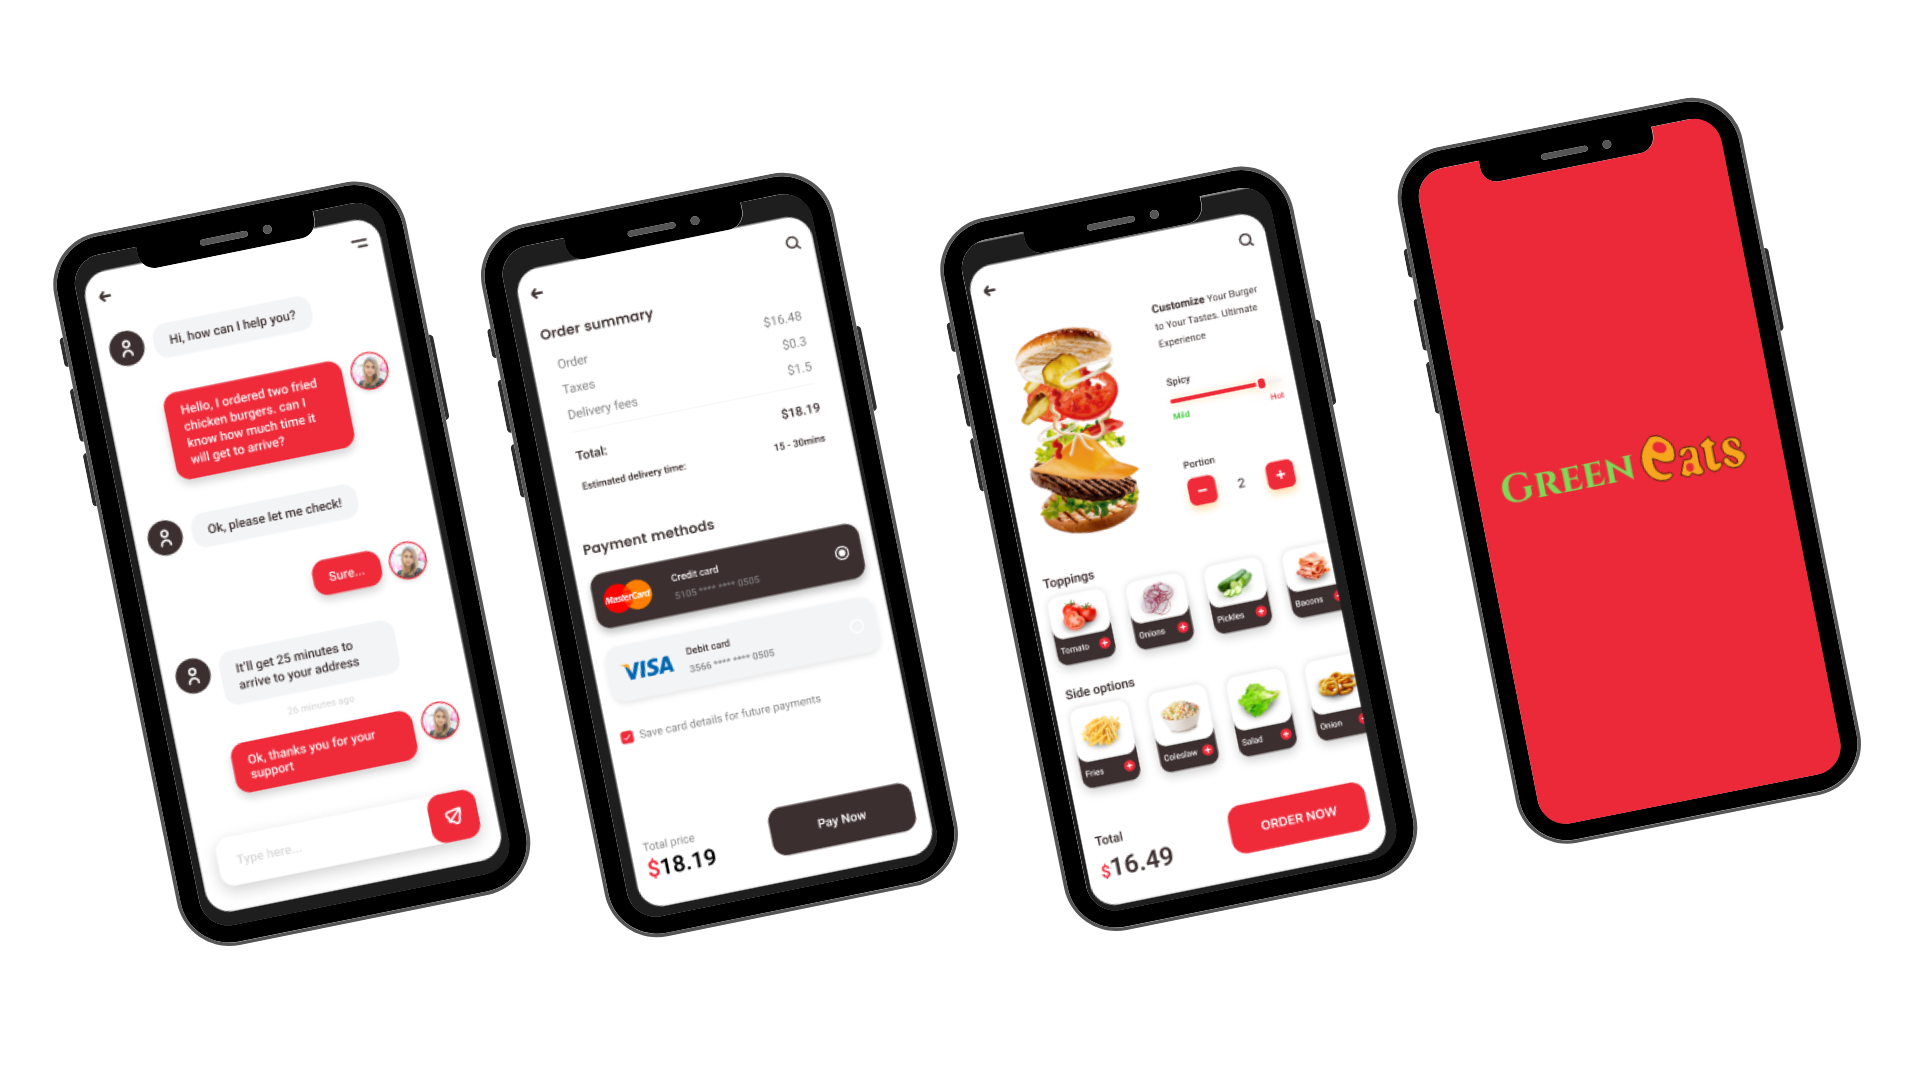 Hi, how can I help you?
Hello, I ordered two fried
chicken burgers. can I
know how much time it
will get to arrive?
Ok, please let me check!
Sure...
It'll get 25 minutes to
arrive to your address
26 minutes ago
Ok, thanks you for your
support
Type here...
Order summary
Order $16.48
Taxes $0.3
Delivery fees $1.5
Total: $18.19
Estimated delivery time: 15 - 30mins
Payment methods
MasterCard
Credit card
5105 **** **** 0505
VISA
Debit card
3566 **** **** 0505
Save card details for future payments
Total price
$18.19
Pay Now
Customize Your Burger
to Your Tastes. Ultimate
Experience
Spicy
Mild Hot
Portion
2
Toppings
Tomato Onions Pickles Bacons
Side options
Fries Coleslaw Salad Onion
Total
$16.49
ORDER NOW
GREEN eats